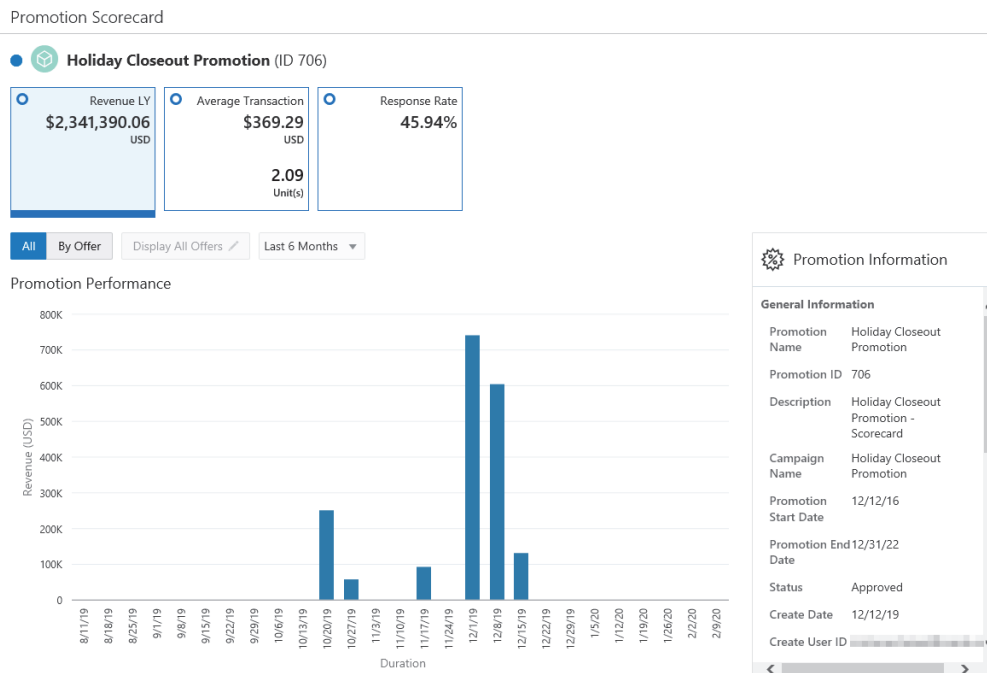 Promotion Scorecard
Holiday Closeout Promotion (ID 706)
Revenue LY
$2,341,390.06
USD
Average Transaction
$369.29
USD
2.09
Unit(s)
Response Rate
45.94%
All
By Offer
Display All Offers
Last 6 Months
Promotion Performance
800K
700K
600K
500K
400K
300K
200K
100K
0
Revenue (USD)
8/11/19
8/18/19
8/25/19
9/1/19
9/8/19
9/15/19
9/22/19
9/29/19
10/6/19
10/13/19
10/20/19
10/27/19
11/3/19
11/10/19
11/17/19
11/24/19
12/1/19
12/8/19
12/15/19
12/22/19
12/29/19
1/5/20
1/12/20
1/19/20
1/26/20
2/2/20
2/9/20
Duration
Promotion Information
General Information
Promotion Name
Holiday Closeout
Promotion
Promotion ID 706
Description
Holiday Closeout
Promotion -
Scorecard
Campaign Name
Holiday Closeout
Promotion
Promotion Start Date
12/12/16
Promotion End Date
12/31/22
Status Approved
Create Date 12/12/19
Create User ID